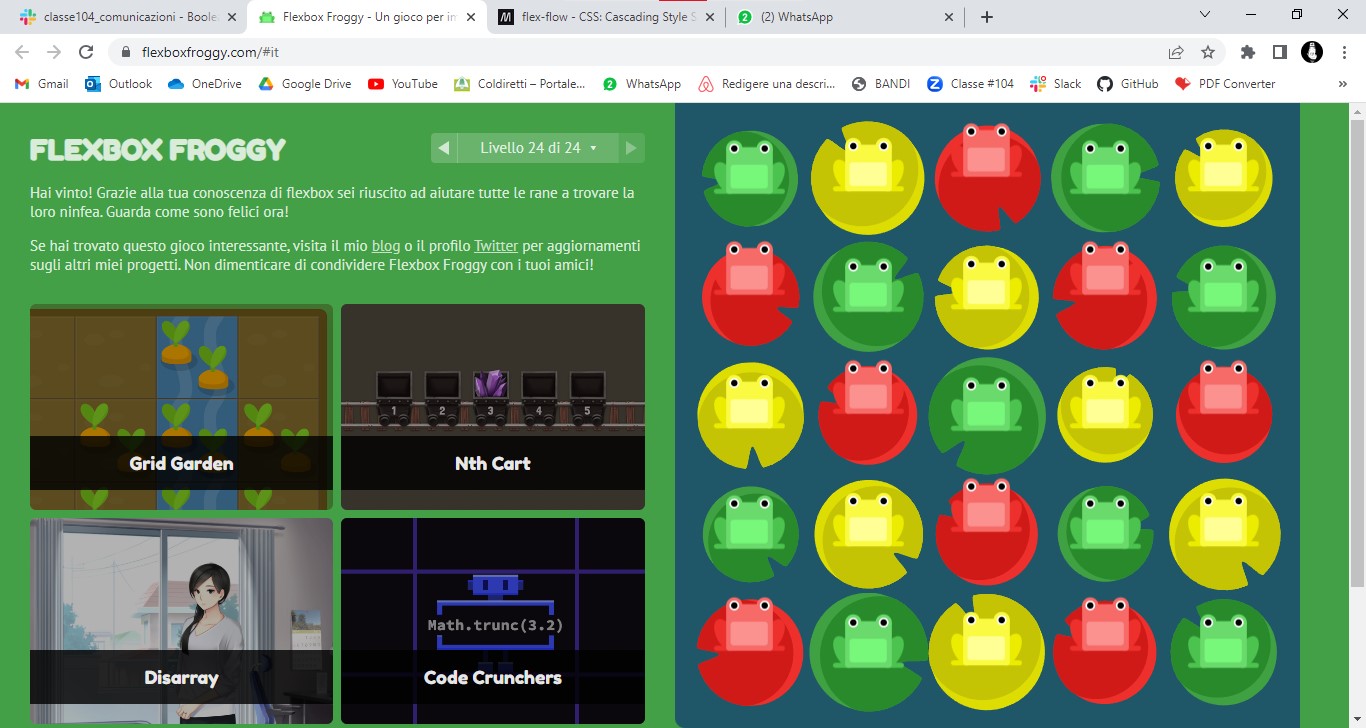 classe104_comunicazioni - Boole
Flexbox Froggy - Un gioco per im
flex-flow - CSS: Cascading Style S
(2) WhatsApp
flexboxfroggy.com/#it
Gmail
Outlook
OneDrive
Google Drive
YouTube
Coldiretti – Portale...
2 WhatsApp
Redigere una descri...
BANDI
Classe #104
Slack
GitHub
PDF Converter
»
FLEXBOX FROGGY
Livello 24 di 24
Hai vinto! Grazie alla tua conoscenza di flexbox sei riuscito ad aiutare tutte le rane a trovare la
loro ninfea. Guarda come sono felici ora!
Se hai trovato questo gioco interessante, visita il mio blog o il profilo Twitter per aggiornamenti
sugli altri miei progetti. Non dimenticare di condividere Flexbox Froggy con i tuoi amici!
Grid Garden
1 2 3 4 5
Nth Cart
Disarray
Math.trunc(3.2)
Code Crunchers